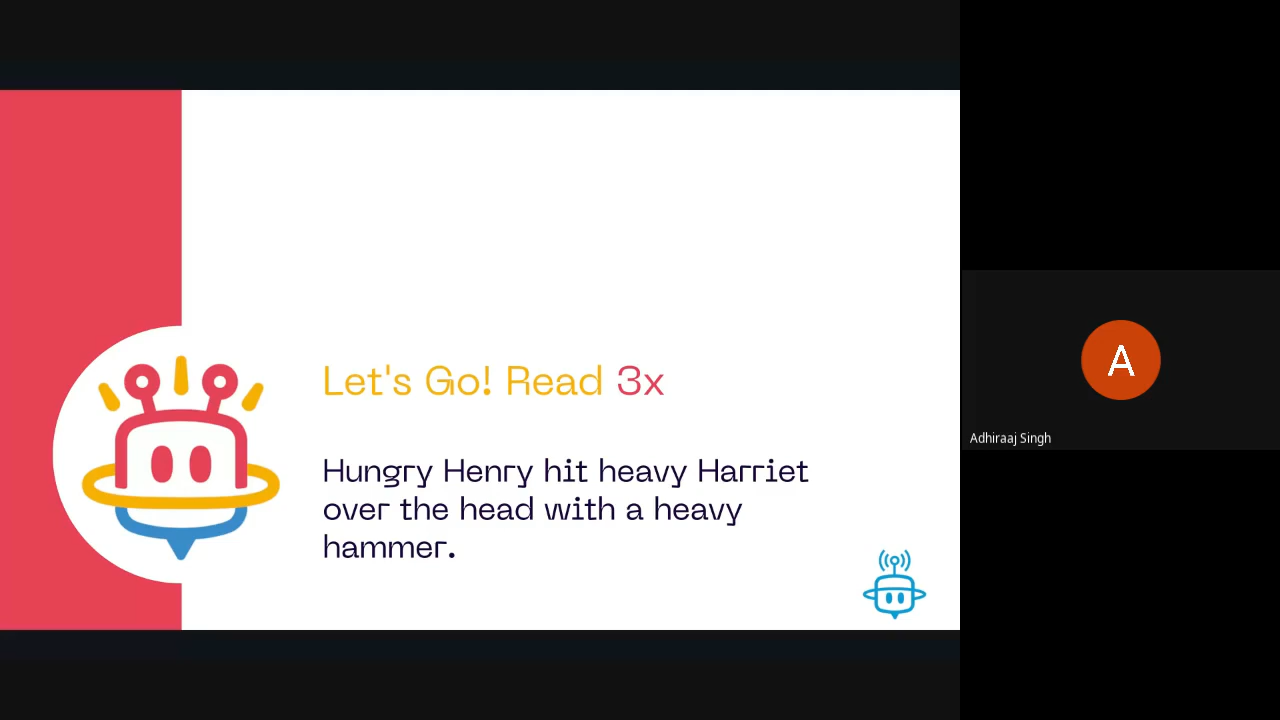 Let's Go! Read 3x
Hungry Henry hit heavy Harriet
over the head with a heavy
hammer.
A
Adhiraaj Singh